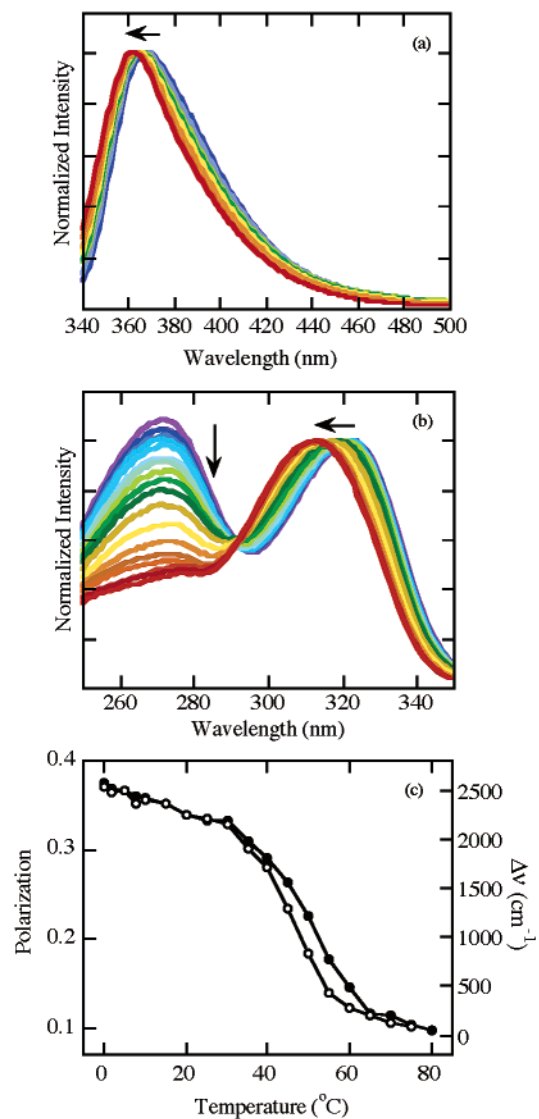 (a)
Normalized Intensity
340 360 380 400 420 440 460 480 500
Wavelength (nm)
(b)
Normalized Intensity
260 280 300 320 340
Wavelength (nm)
(c)
0.4
0.3
0.2
0.1
Polarization
2500
2000
1500
1000
500
0
Δν (cm⁻¹)
0 20 40 60 80
Temperature (°C)